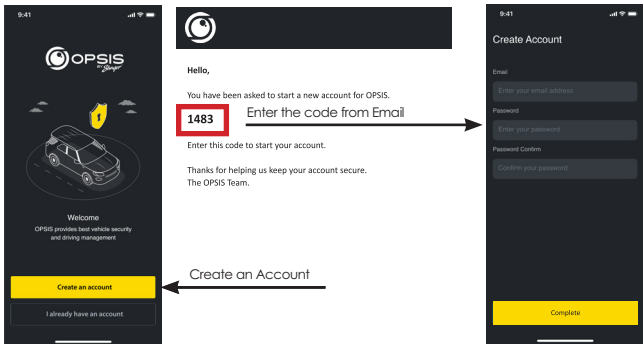 9:41
OPSIS
BY Stinger
Welcome
OPSIS provides best vehicle security
and driving management
Create an account
I already have an account
Hello,
You have been asked to start a new account for OPSIS.
1483
Enter the code from Email
Enter this code to start your account.
Thanks for helping us keep your account secure.
The OPSIS Team.
Create an Account
9:41
Create Account
Email
Enter your email address
Password
Enter your password
Password Confirm
Confirm your password
Complete